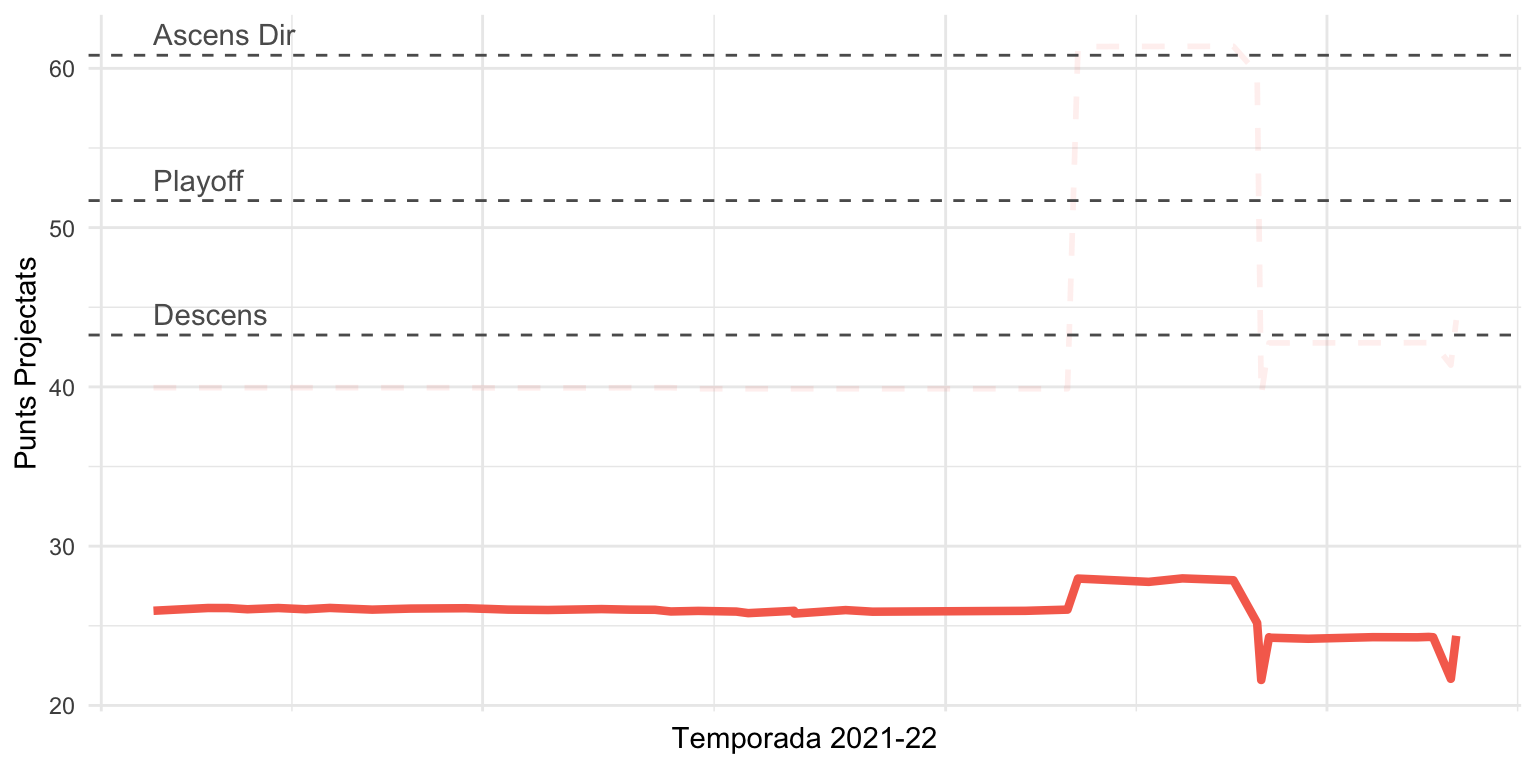 Ascens Dir
60
Playoff
50
Descens
40
30
20
Punts Projectats
Temporada 2021-22